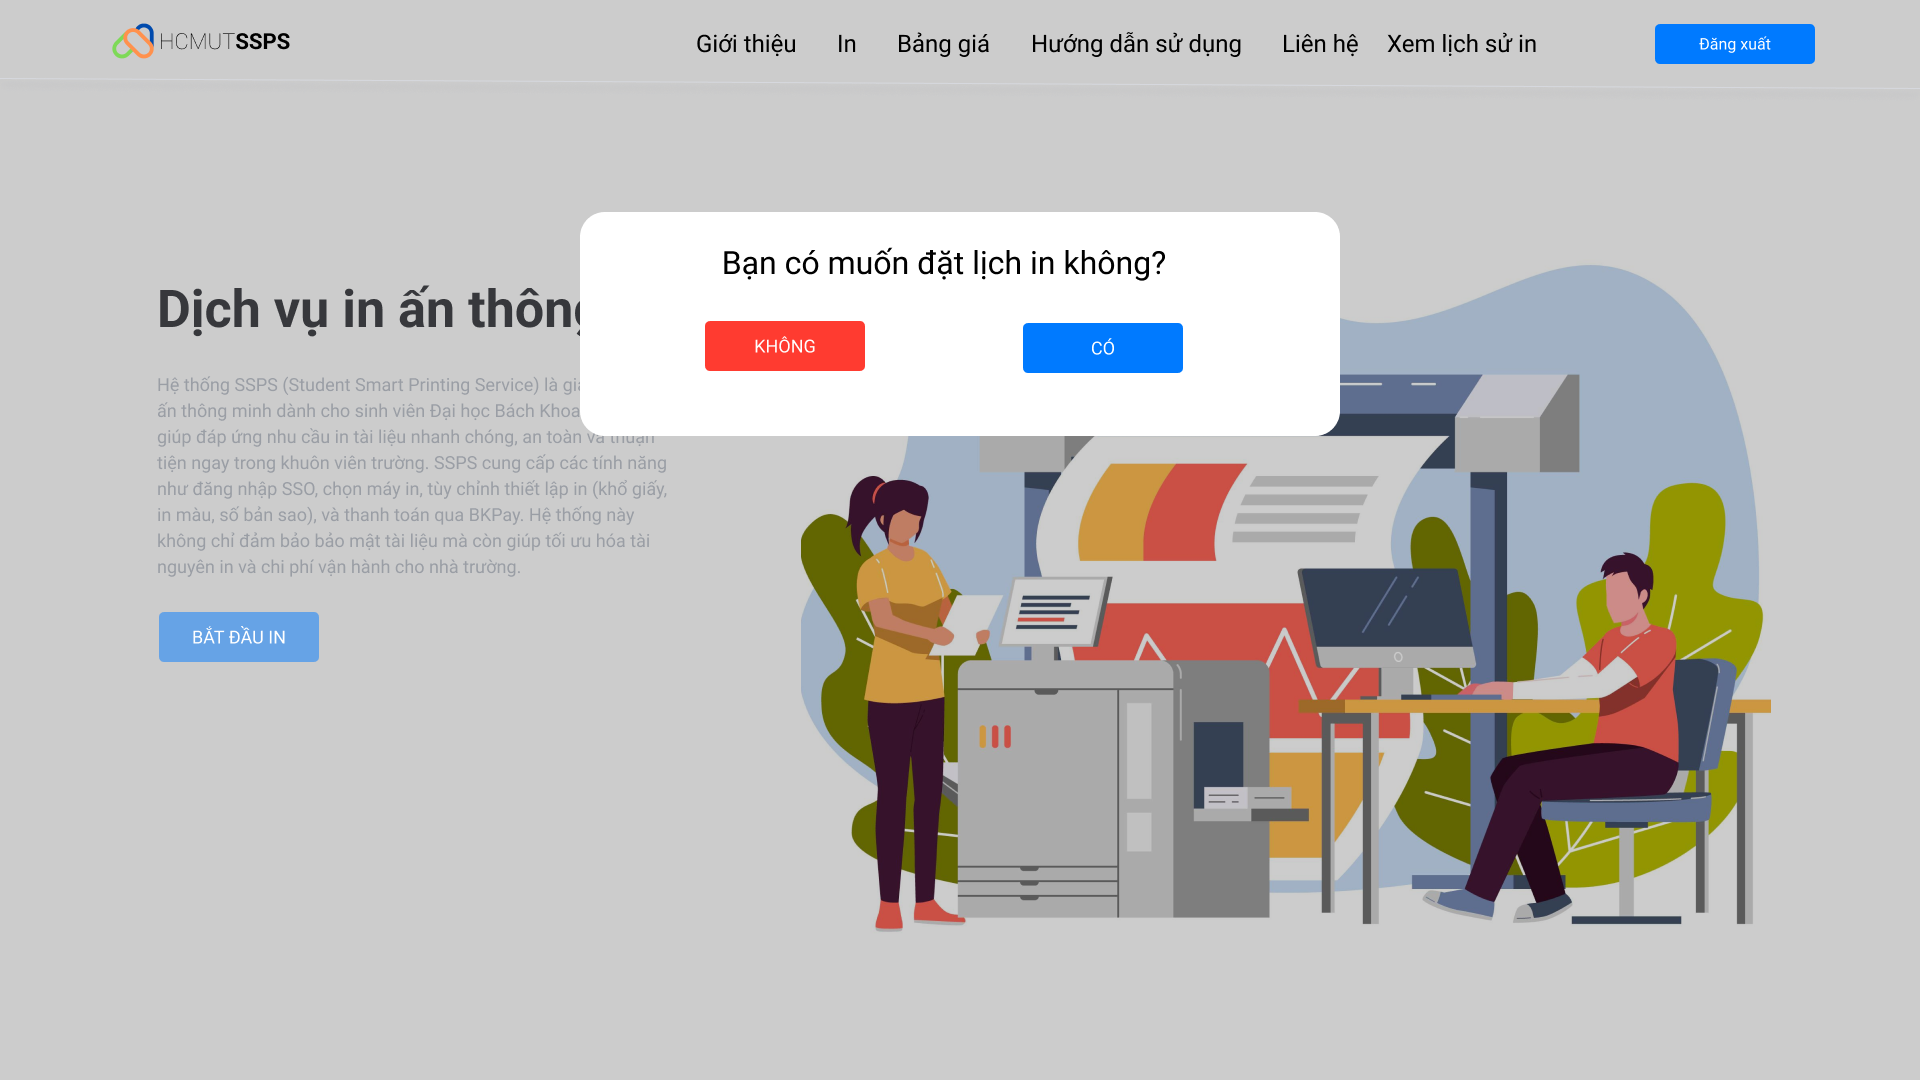 HCMUTSSPS
Giới thiệu In Bảng giá Hướng dẫn sử dụng Liên hệ Xem lịch sử in
Đăng xuất
Bạn có muốn đặt lịch in không?
KHÔNG CÓ
Dịch vụ in ấn thông
Hệ thống SSPS (Student Smart Printing Service) là
ấn thông minh dành cho sinh viên Đại học Bách Khoa
giúp đáp ứng nhu cầu in tài liệu nhanh chóng, an toàn và thuận
tiện ngay trong khuôn viên trường. SSPS cung cấp các tính năng
như đăng nhập SSO, chọn máy in, tùy chỉnh thiết lập in (khổ giấy,
in màu, số bản sao), và thanh toán qua BKPay. Hệ thống này
không chỉ đảm bảo bảo mật tài liệu mà còn giúp tối ưu hóa tài
nguyên in và chi phí vận hành cho nhà trường.
BẮT ĐẦU IN